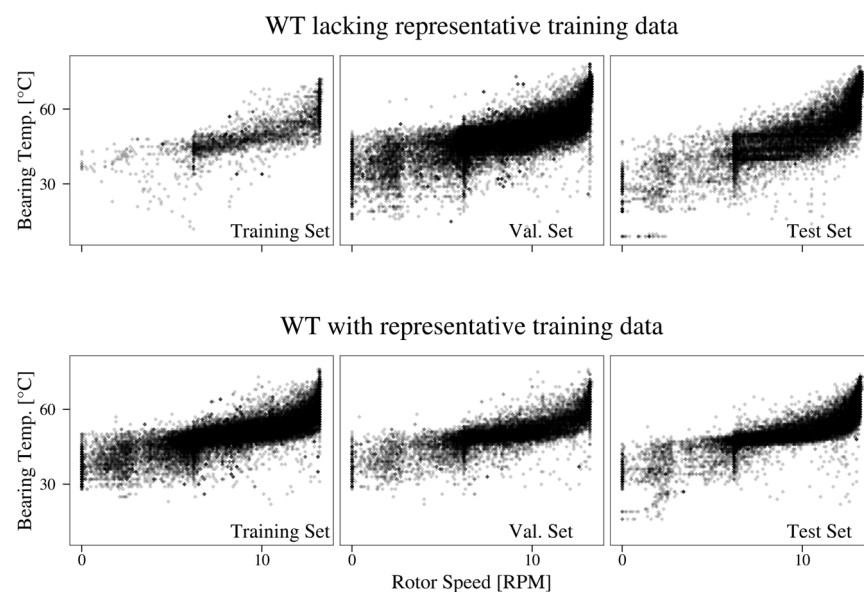 WT lacking representative training data
Bearing Temp. [°C]
60
30
Training Set
Val. Set
Test Set
WT with representative training data
Bearing Temp. [°C]
60
30
Training Set
Val. Set
Test Set
0
10
0
10
0
10
Rotor Speed [RPM]